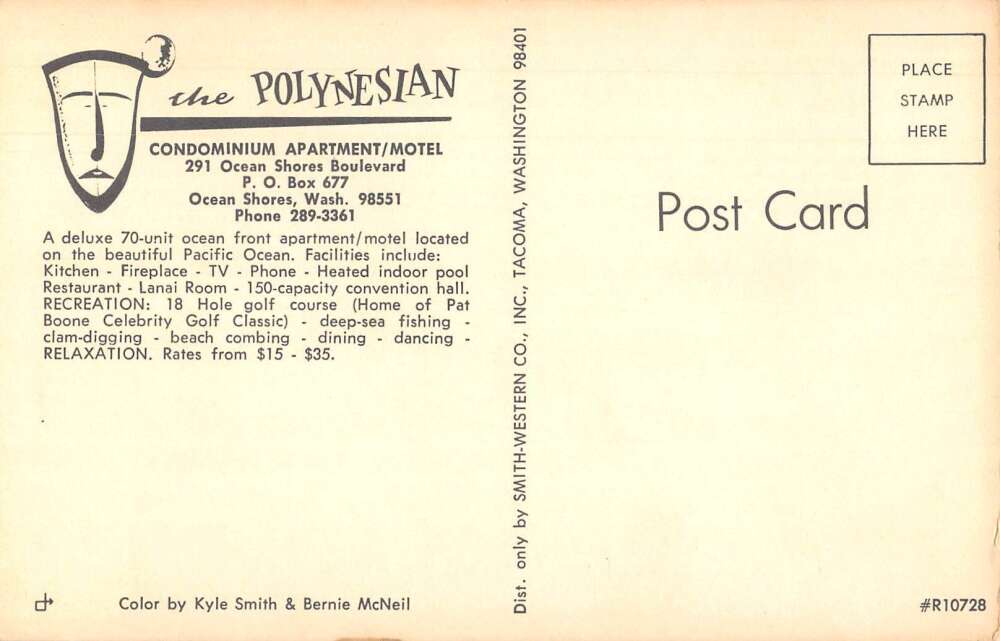 the POLYNESIAN
CONDOMINIUM APARTMENT/MOTEL
291 Ocean Shores Boulevard
P. O. Box 677
Ocean Shores, Wash. 98551
Phone 289-3361
A deluxe 70-unit ocean front apartment/motel located
on the beautiful Pacific Ocean. Facilities include:
Kitchen - Fireplace - TV - Phone - Heated indoor pool
Restaurant - Lanai Room - 150-capacity convention hall.
RECREATION: 18 Hole golf course (Home of Pat
Boone Celebrity Golf Classic) - deep-sea fishing -
clam-digging - beach combing - dining - dancing -
RELAXATION. Rates from $15 - $35.
Color by Kyle Smith & Bernie McNeil
Dist. only by SMITH-WESTERN CO., INC., TACOMA, WASHINGTON 98401
PLACE
STAMP
HERE
Post Card
#R10728